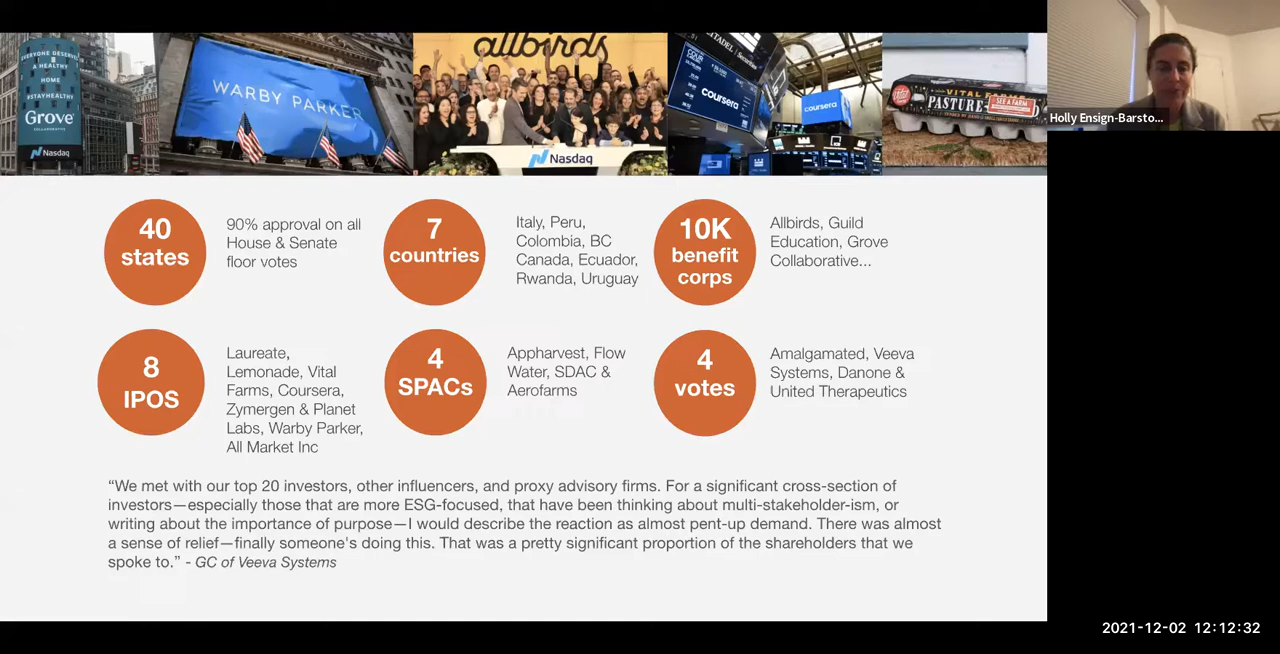 EVERYONE DESERVES
A HEALTHY
HOME
#STAYHEALTHY
Grove
COLLABORATIVE
Nasdaq
WARBY PARKER
allbirds
Nasdaq
CITADEL Securities
coursera
coursera
VITAL FARMS
PASTURE
SEE A FARM
Holly Ensign-Barsto...
40
states
90% approval on all
House & Senate
floor votes
7
countries
Italy, Peru,
Colombia, BC
Canada, Ecuador,
Rwanda, Uruguay
10K
benefit
corps
Allbirds, Guild
Education, Grove
Collaborative...
8
IPOS
Laureate,
Lemonade, Vital
Farms, Coursera,
Zymergen & Planet
Labs, Warby Parker,
All Market Inc
4
SPACs
Appharvest, Flow
Water, SDAC &
Aerofarms
4
votes
Amalgamated, Veeva
Systems, Danone &
United Therapeutics
“We met with our top 20 investors, other influencers, and proxy advisory firms. For a significant cross-section of
investors—especially those that are more ESG-focused, that have been thinking about multi-stakeholder-ism, or
writing about the importance of purpose—I would describe the reaction as almost pent-up demand. There was almost
a sense of relief—finally someone's doing this. That was a pretty significant proportion of the shareholders that we
spoke to.” - GC of Veeva Systems
2021-12-02 12:12:32